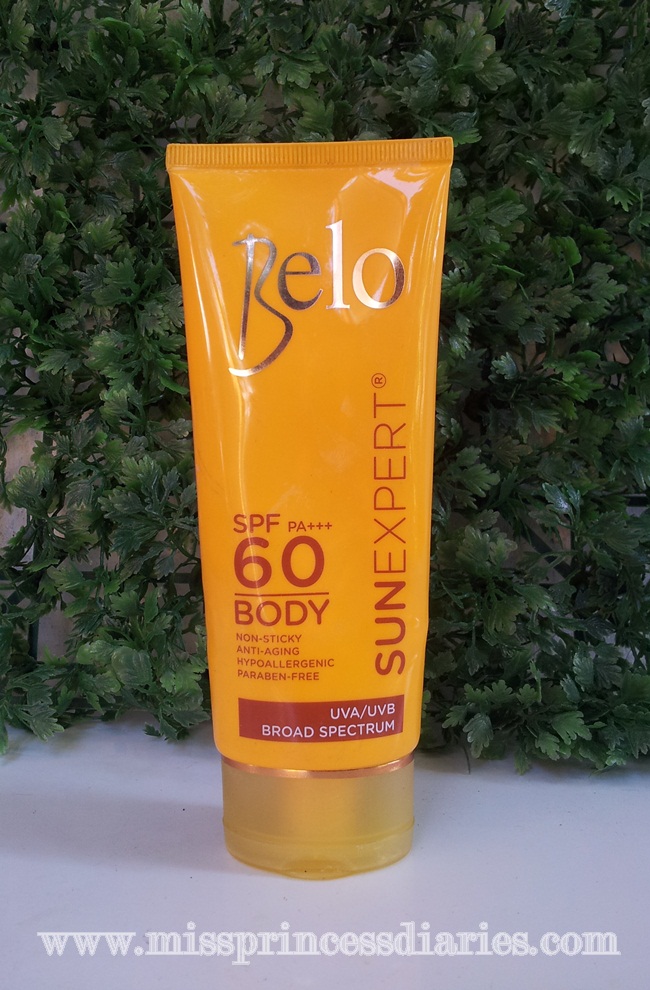 Belo
SUNEXPERT®
SPF PA+++
60
BODY
NON-STICKY
ANTI-AGING
HYPOALLERGENIC
PARABEN-FREE
UVA/UVB
BROAD SPECTRUM
www.missprincessdiaries.com